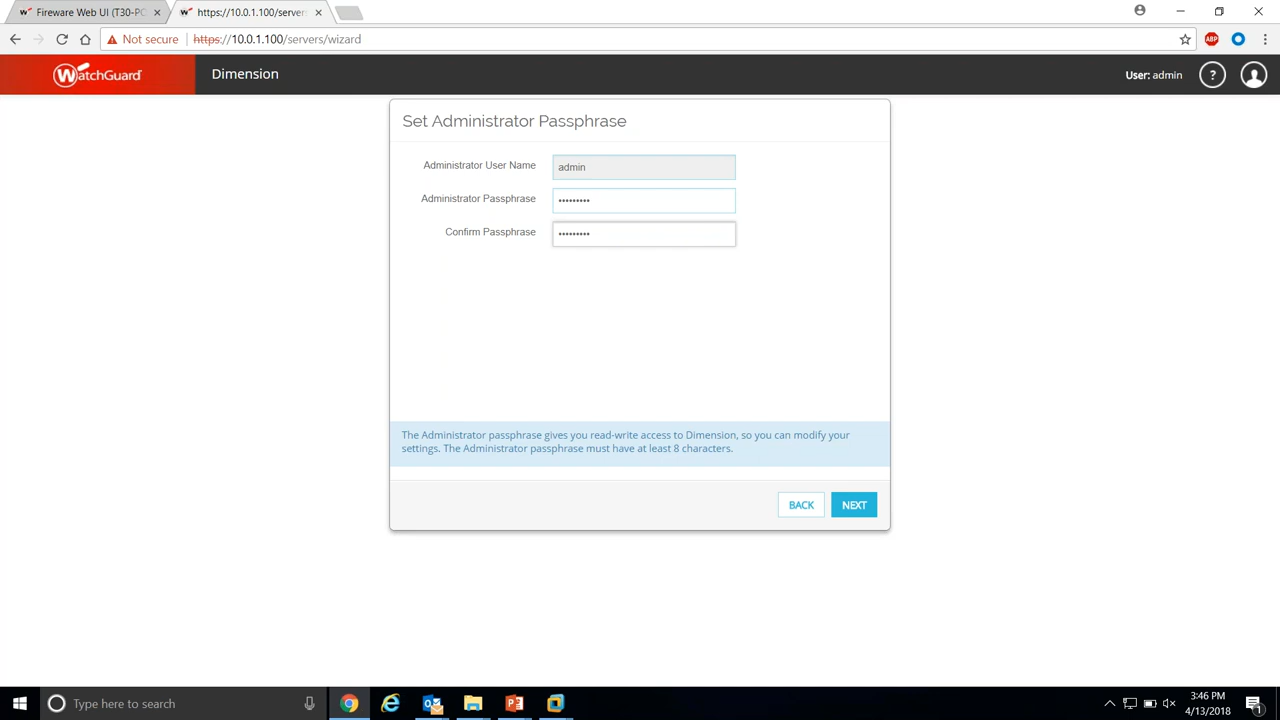 Fireware Web UI (T30-PC
https://10.0.1.100/server
Not secure
https://10.0.1.100/servers/wizard
ABP
WatchGuard
Dimension
User: admin
?
Set Administrator Passphrase
Administrator User Name
admin
Administrator Passphrase
•••••••••
Confirm Passphrase
•••••••••
The Administrator passphrase gives you read-write access to Dimension, so you can modify your
settings. The Administrator passphrase must have at least 8 characters.
BACK
NEXT
Type here to search
3:46 PM
4/13/2018
1